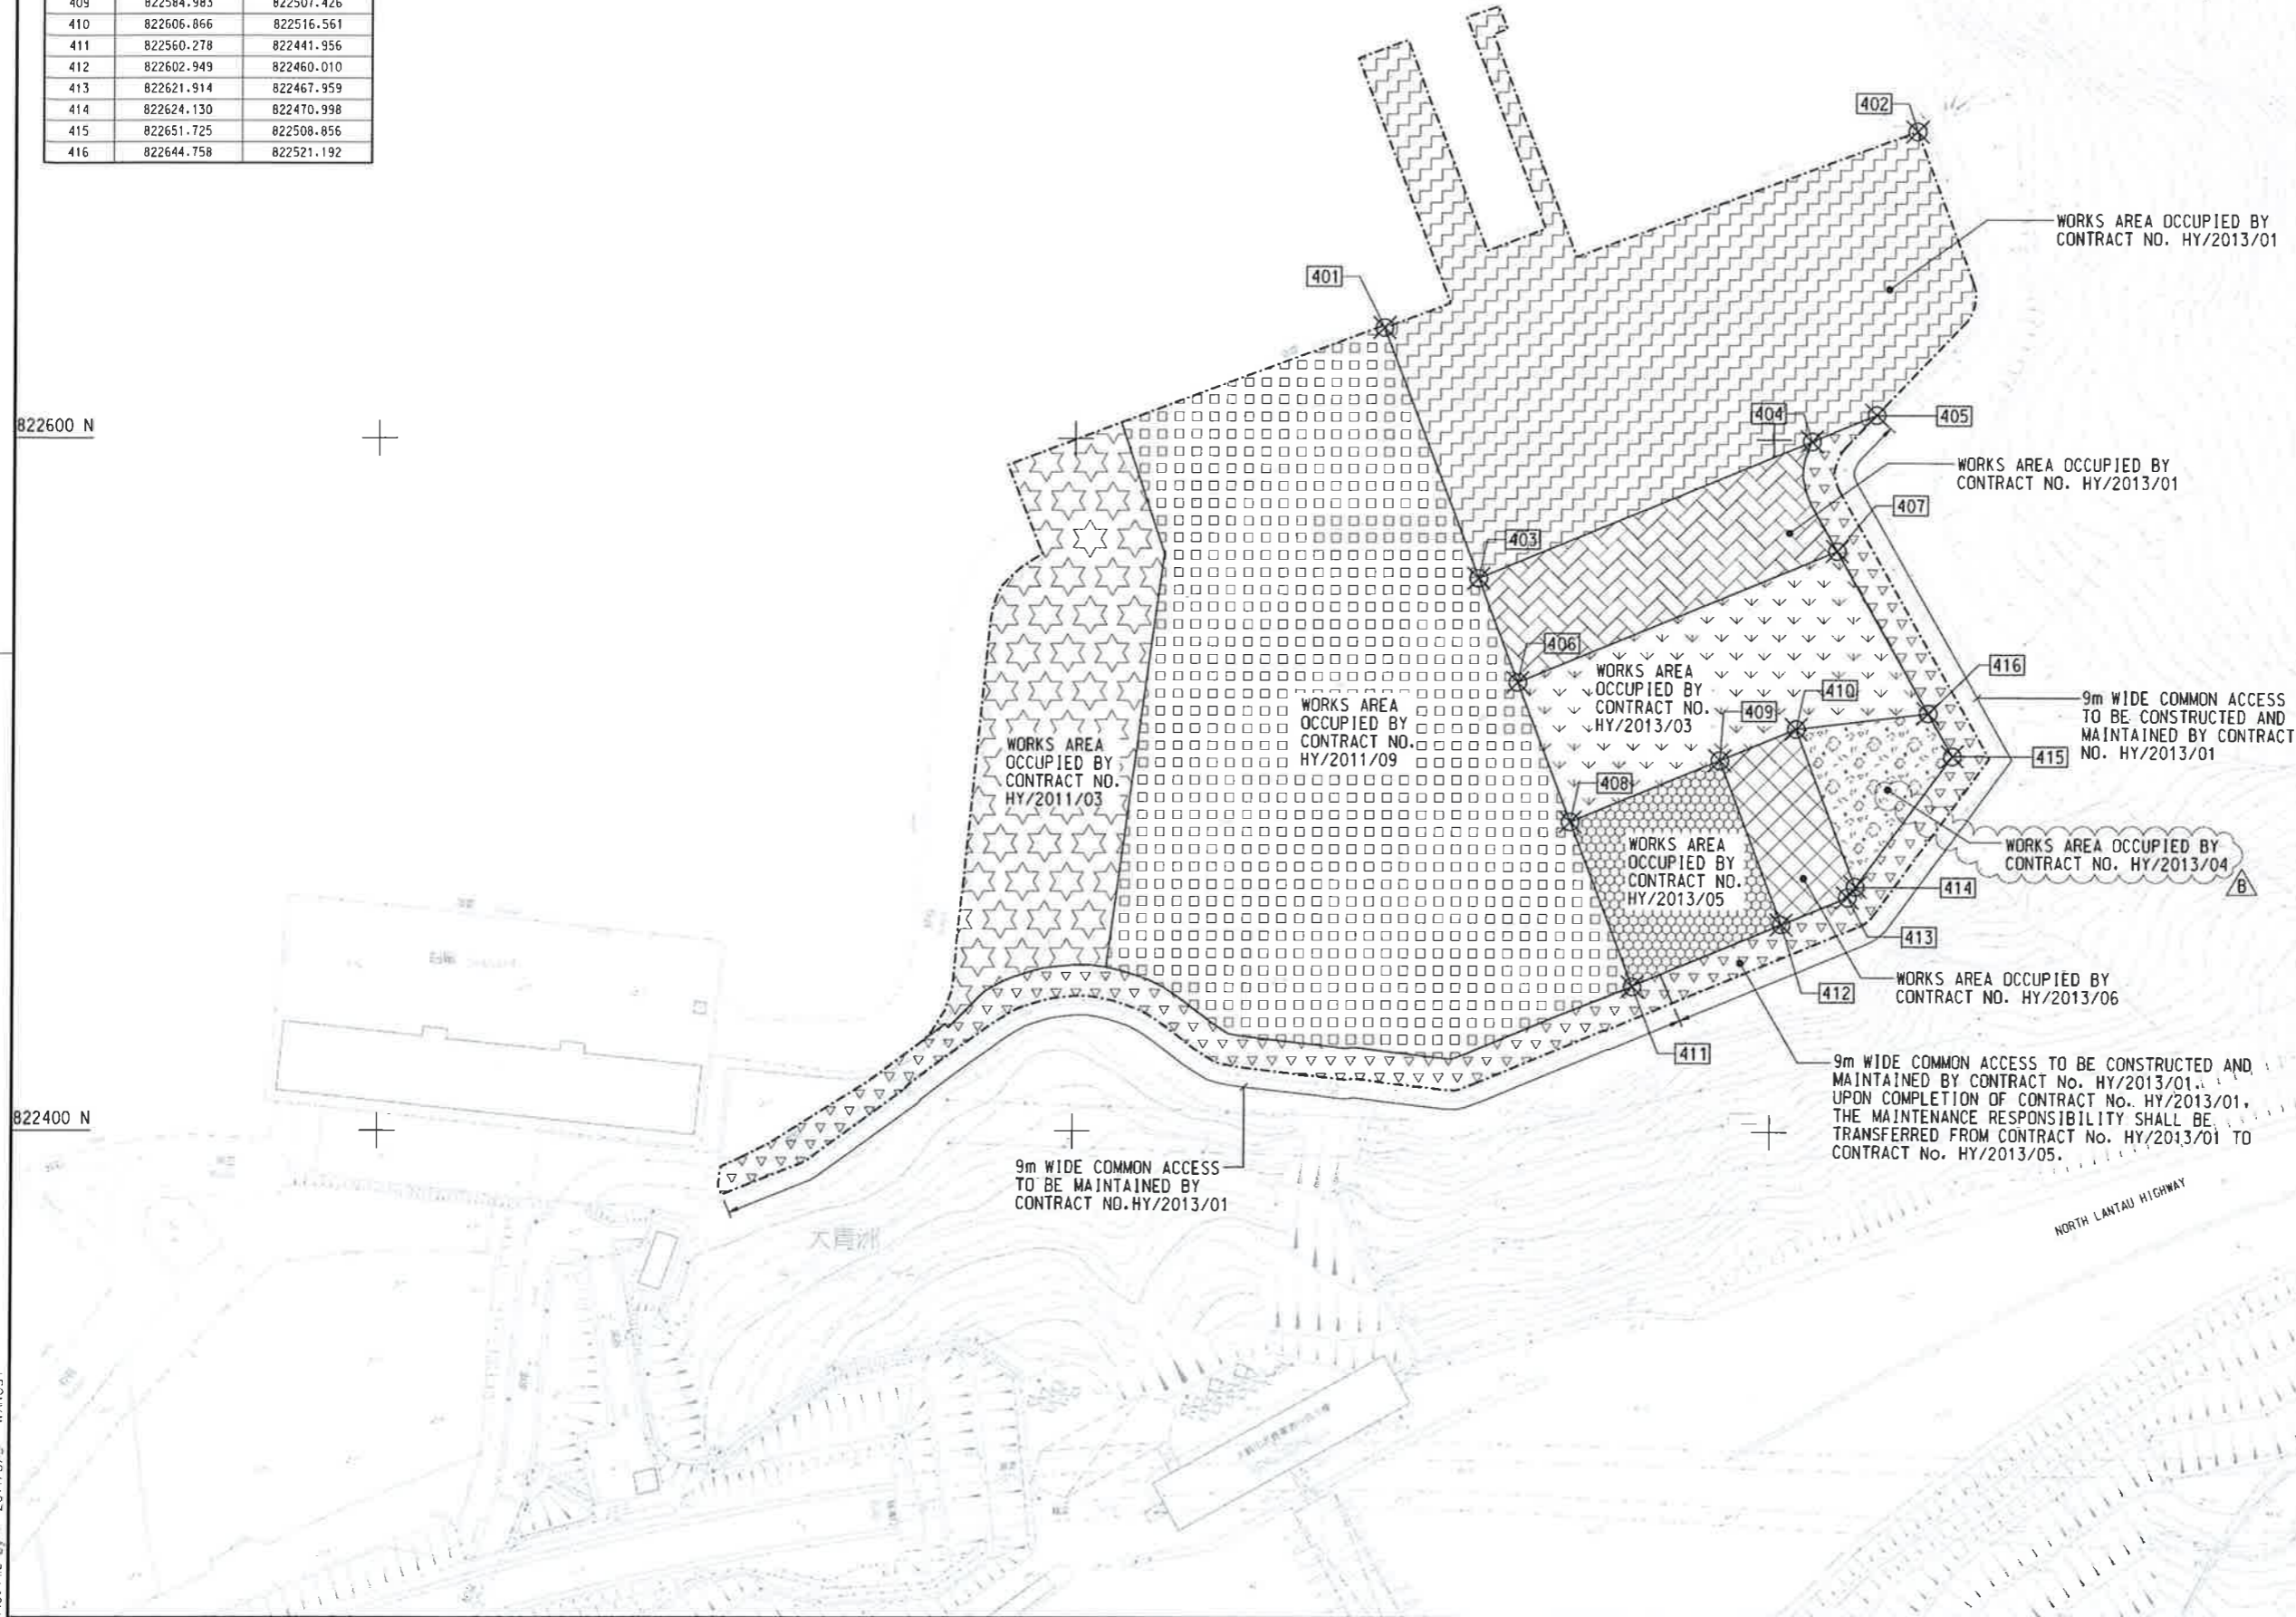 409 822584.983 822507.426
410 822606.866 822516.561
411 822560.278 822441.956
412 822602.949 822460.010
413 822621.914 822467.959
414 822624.130 822470.998
415 822651.725 822508.856
416 822644.758 822521.192
402
WORKS AREA OCCUPIED BY
CONTRACT NO. HY/2013/01
401
822600 N
404
405
WORKS AREA OCCUPIED BY
CONTRACT NO. HY/2013/01
407
403
406
416
WORKS AREA
OCCUPIED BY
CONTRACT NO.
HY/2013/03
410
409
9m WIDE COMMON ACCESS
TO BE CONSTRUCTED AND
MAINTAINED BY CONTRACT
NO. HY/2013/01
WORKS AREA
OCCUPIED BY
CONTRACT NO.
HY/2011/09
WORKS AREA
OCCUPIED BY
CONTRACT NO.
HY/2011/03
415
408
WORKS AREA OCCUPIED BY
CONTRACT NO. HY/2013/04
B
WORKS AREA
OCCUPIED BY
CONTRACT NO.
HY/2013/05
414
413
WORKS AREA OCCUPIED BY
CONTRACT NO. HY/2013/06
412
411
9m WIDE COMMON ACCESS TO BE CONSTRUCTED AND
MAINTAINED BY CONTRACT No. HY/2013/01.
UPON COMPLETION OF CONTRACT No. HY/2013/01,
THE MAINTENANCE RESPONSIBILITY SHALL BE
TRANSFERRED FROM CONTRACT No. HY/2013/01 TO
CONTRACT No. HY/2013/05.
822400 N
9m WIDE COMMON ACCESS
TO BE MAINTAINED BY
CONTRACT NO.HY/2013/01
NORTH LANTAU HIGHWAY